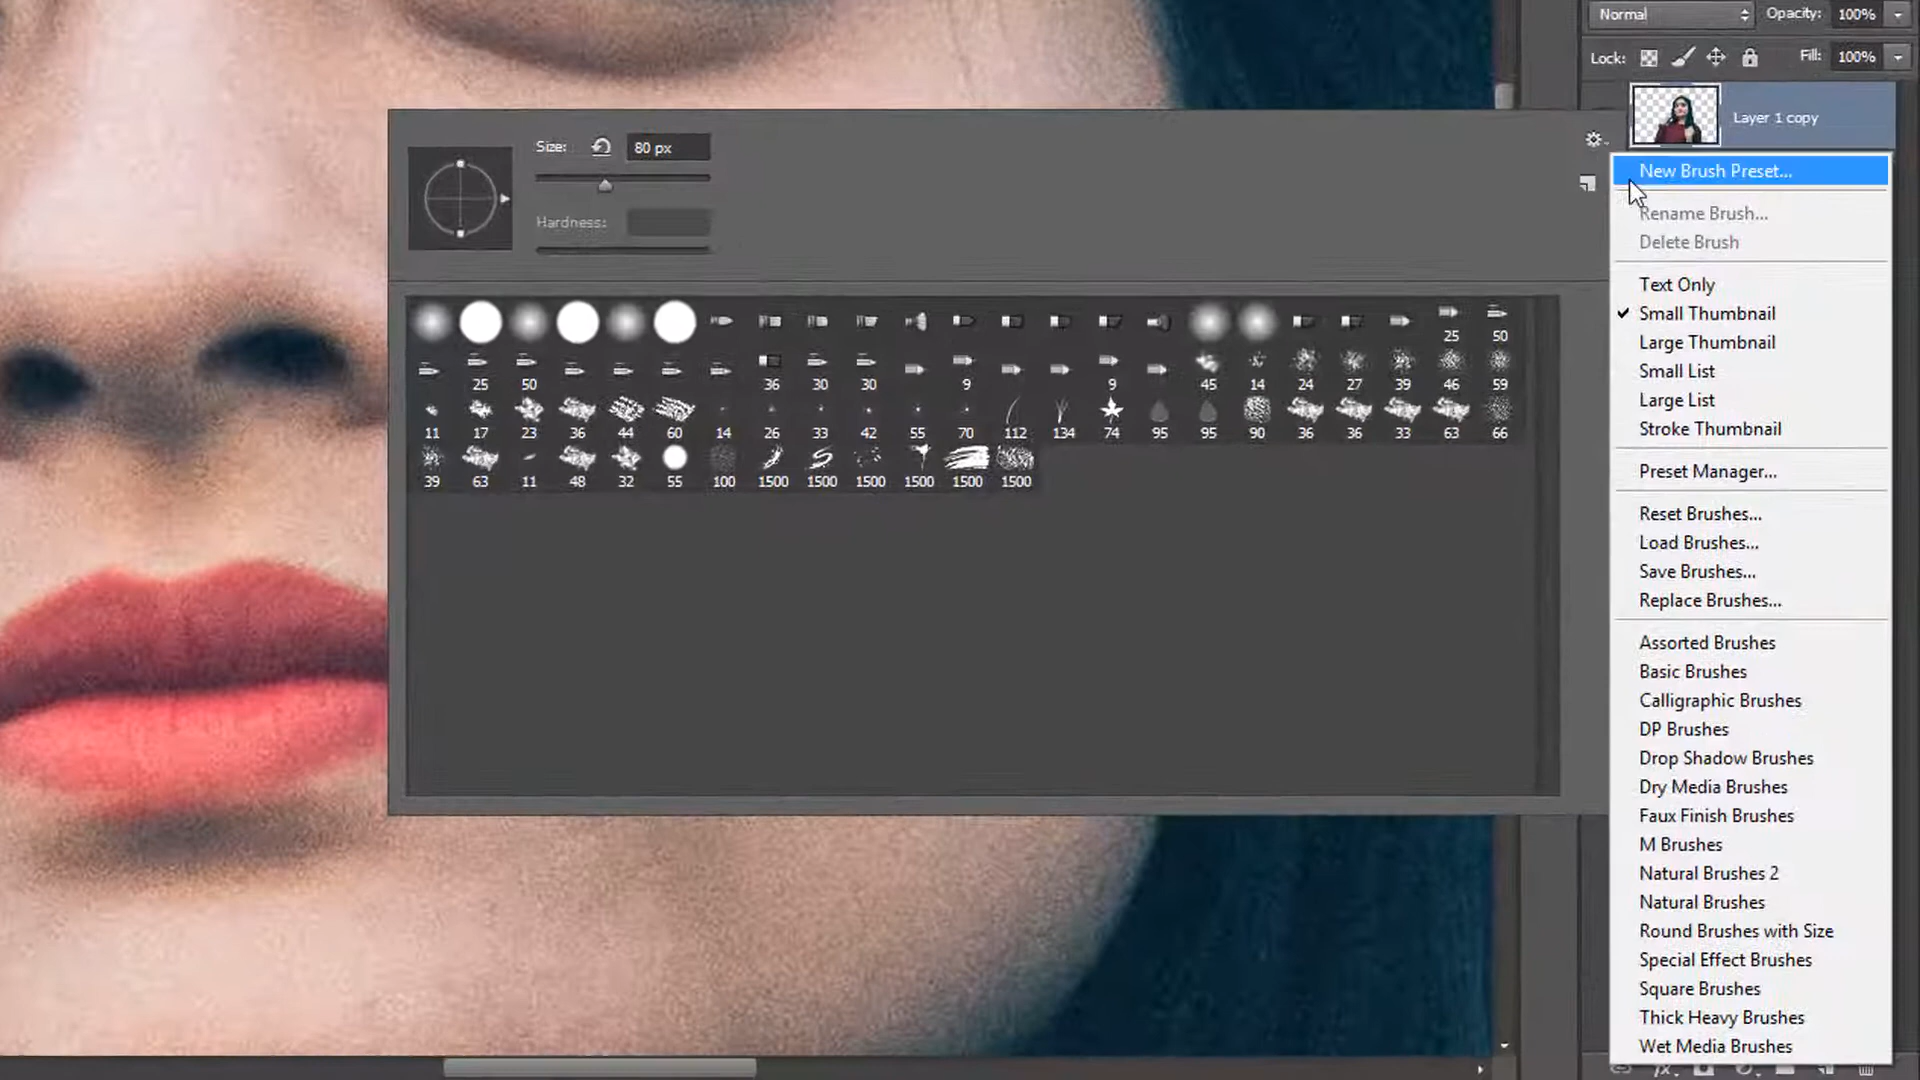 Normal Opacity: 100%
Lock: Fill: 100%
Layer 1 copy
Size: 80 px
Hardness:
New Brush Preset...
Rename Brush...
Delete Brush
Text Only
Small Thumbnail
Large Thumbnail
Small List
Large List
Stroke Thumbnail
Preset Manager...
Reset Brushes...
Load Brushes...
Save Brushes...
Replace Brushes...
Assorted Brushes
Basic Brushes
Calligraphic Brushes
DP Brushes
Drop Shadow Brushes
Dry Media Brushes
Faux Finish Brushes
M Brushes
Natural Brushes 2
Natural Brushes
Round Brushes with Size
Special Effect Brushes
Square Brushes
Thick Heavy Brushes
Wet Media Brushes
25 50
25 50 36 30 30 9 9 45 14 24 27 39 46 59
11 17 23 36 44 60 14 26 33 42 55 70 112 134 74 95 95 90 36 36 33 63 66
39 63 11 48 32 55 100 1500 1500 1500 1500 1500 1500
fx